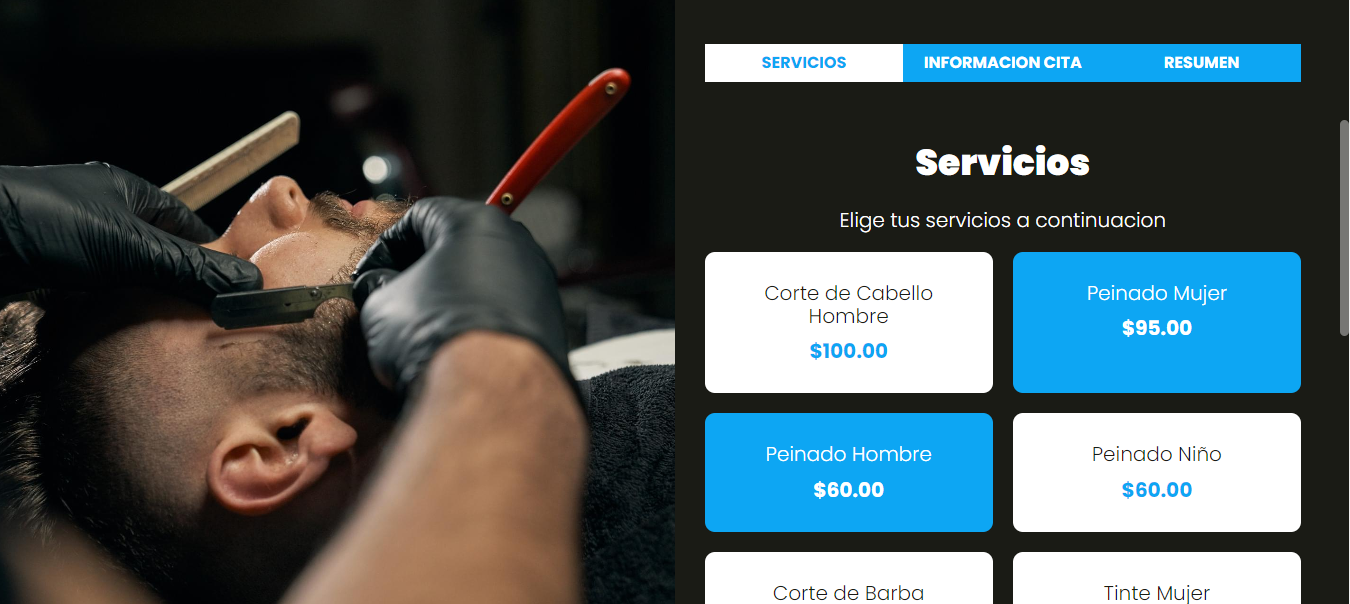 SERVICIOS
INFORMACION CITA
RESUMEN
Servicios
Elige tus servicios a continuacion
Corte de Cabello
Hombre
$100.00
Peinado Mujer
$95.00
Peinado Hombre
$60.00
Peinado Niño
$60.00
Corte de Barba
Tinte Mujer